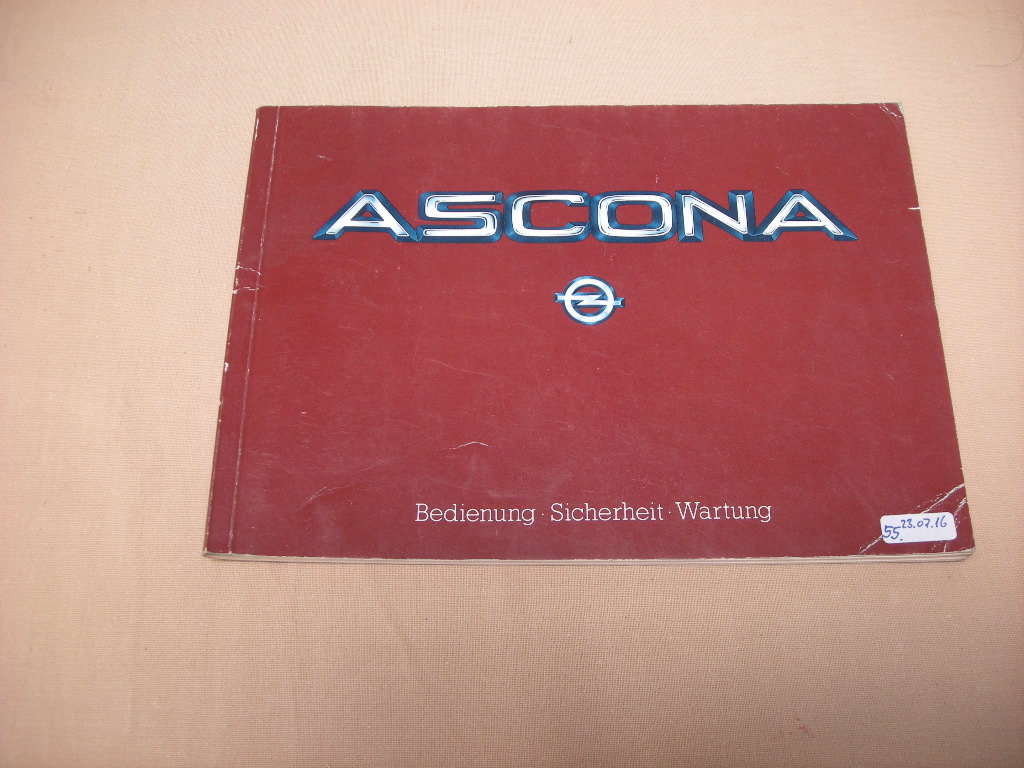 ASCONA
Bedienung · Sicherheit · Wartung
23.07.16
55.